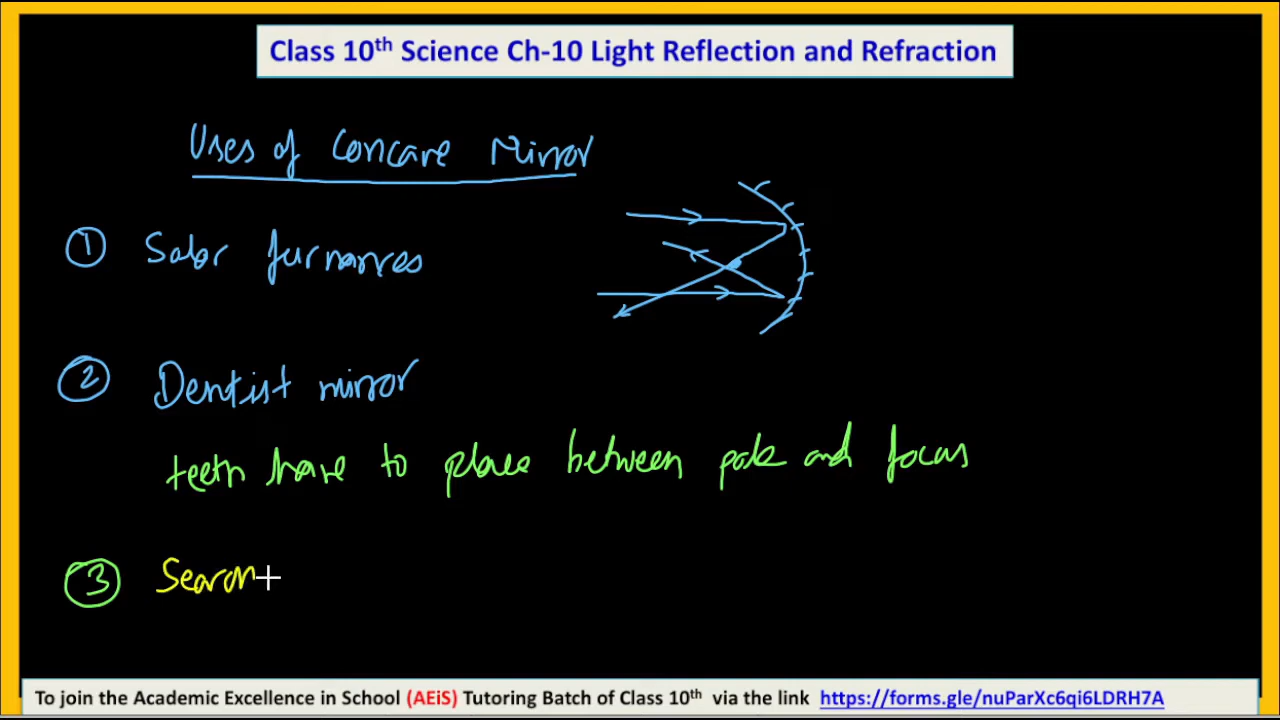 Class 10th Science Ch-10 Light Reflection and Refraction
Uses of Concave Mirror
① Solar furnances
② Dentist mirror
teeth have to place between pole and focus
③ Search
To join the Academic Excellence in School (AEiS) Tutoring Batch of Class 10th via the link https://forms.gle/nuParXc6qi6LDRH7A